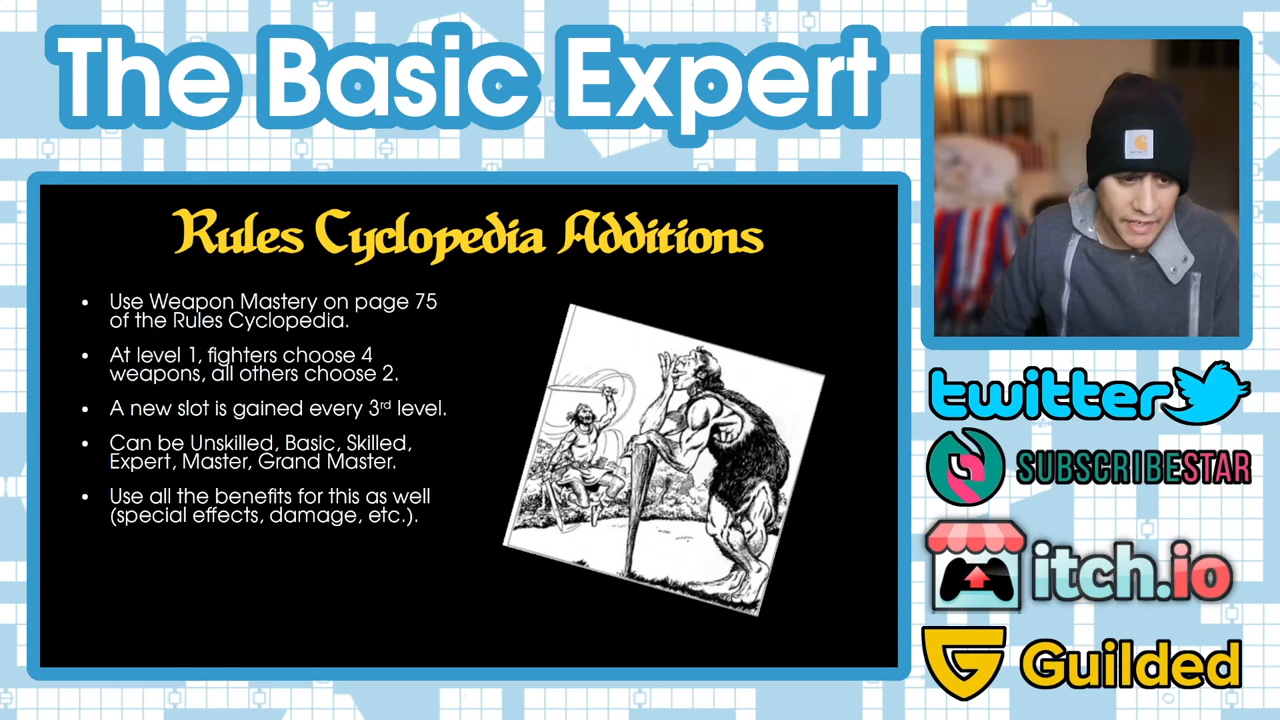 The Basic Expert
Rules Cyclopedia Additions
• Use Weapon Mastery on page 75
of the Rules Cyclopedia.
• At level 1, fighters choose 4
weapons, all others choose 2.
• A new slot is gained every 3rd level.
• Can be Unskilled, Basic, Skilled,
Expert, Master, Grand Master.
• Use all the benefits for this as well
(special effects, damage, etc.).
twitter
SUBSCRIBESTAR
itch.io
Guilded